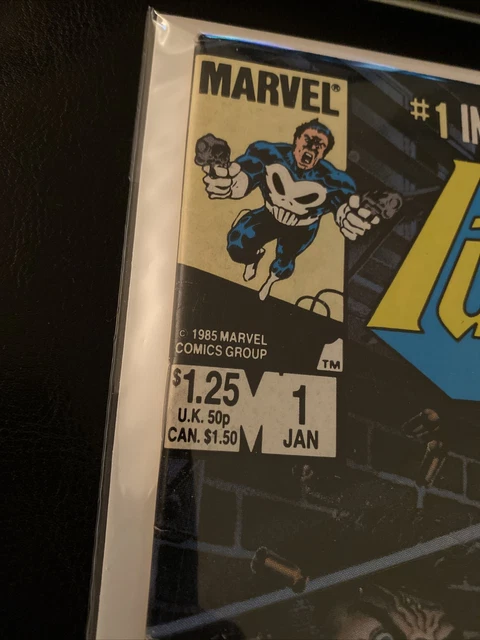 MARVEL®
#1 IN
© 1985 MARVEL
COMICS GROUP
TM
$1.25
U.K. 50p
CAN. $1.50
M
1
JAN